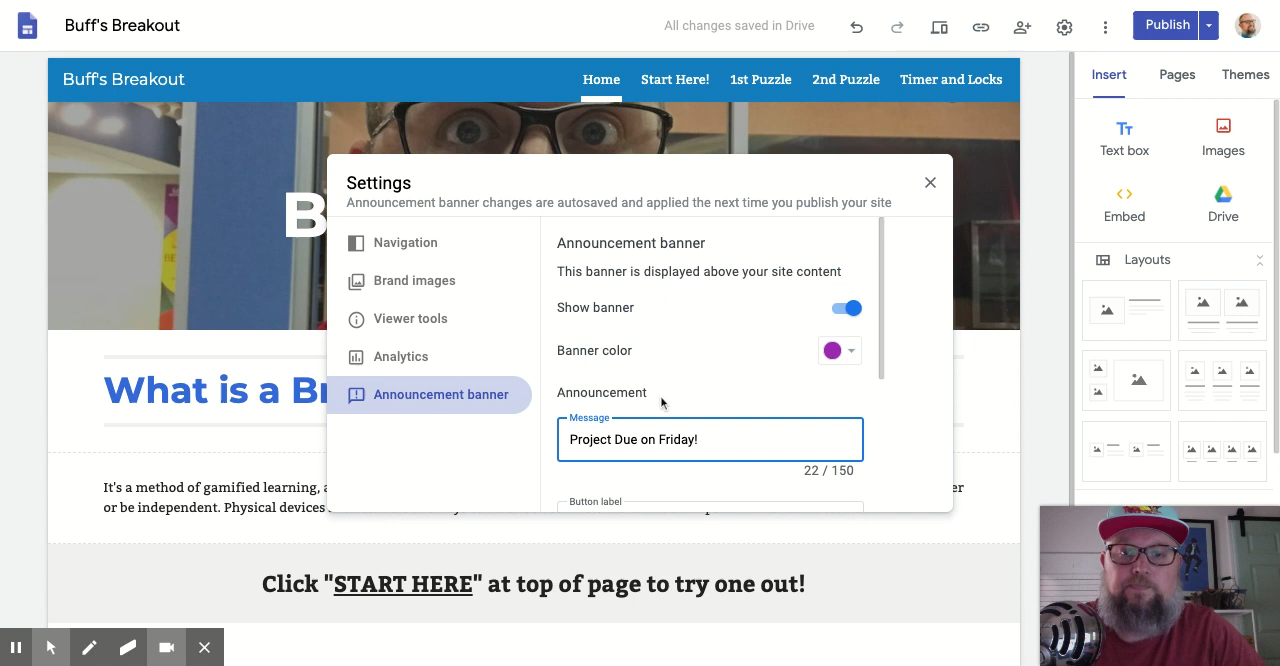 Buff's Breakout
All changes saved in Drive
Publish
Buff's Breakout
Home
Start Here!
1st Puzzle
2nd Puzzle
Timer and Locks
Insert
Pages
Themes
Text box
Images
Embed
Drive
Layouts
B
Settings
Announcement banner changes are autosaved and applied the next time you publish your site
Navigation
Brand images
Viewer tools
Analytics
Announcement banner
Announcement banner
This banner is displayed above your site content
Show banner
Banner color
Announcement
Message
Project Due on Friday!
22 / 150
Button label
What is a Br
It's a method of gamified learning, a
or be independent. Physical devices
Click "START HERE" at top of page to try one out!